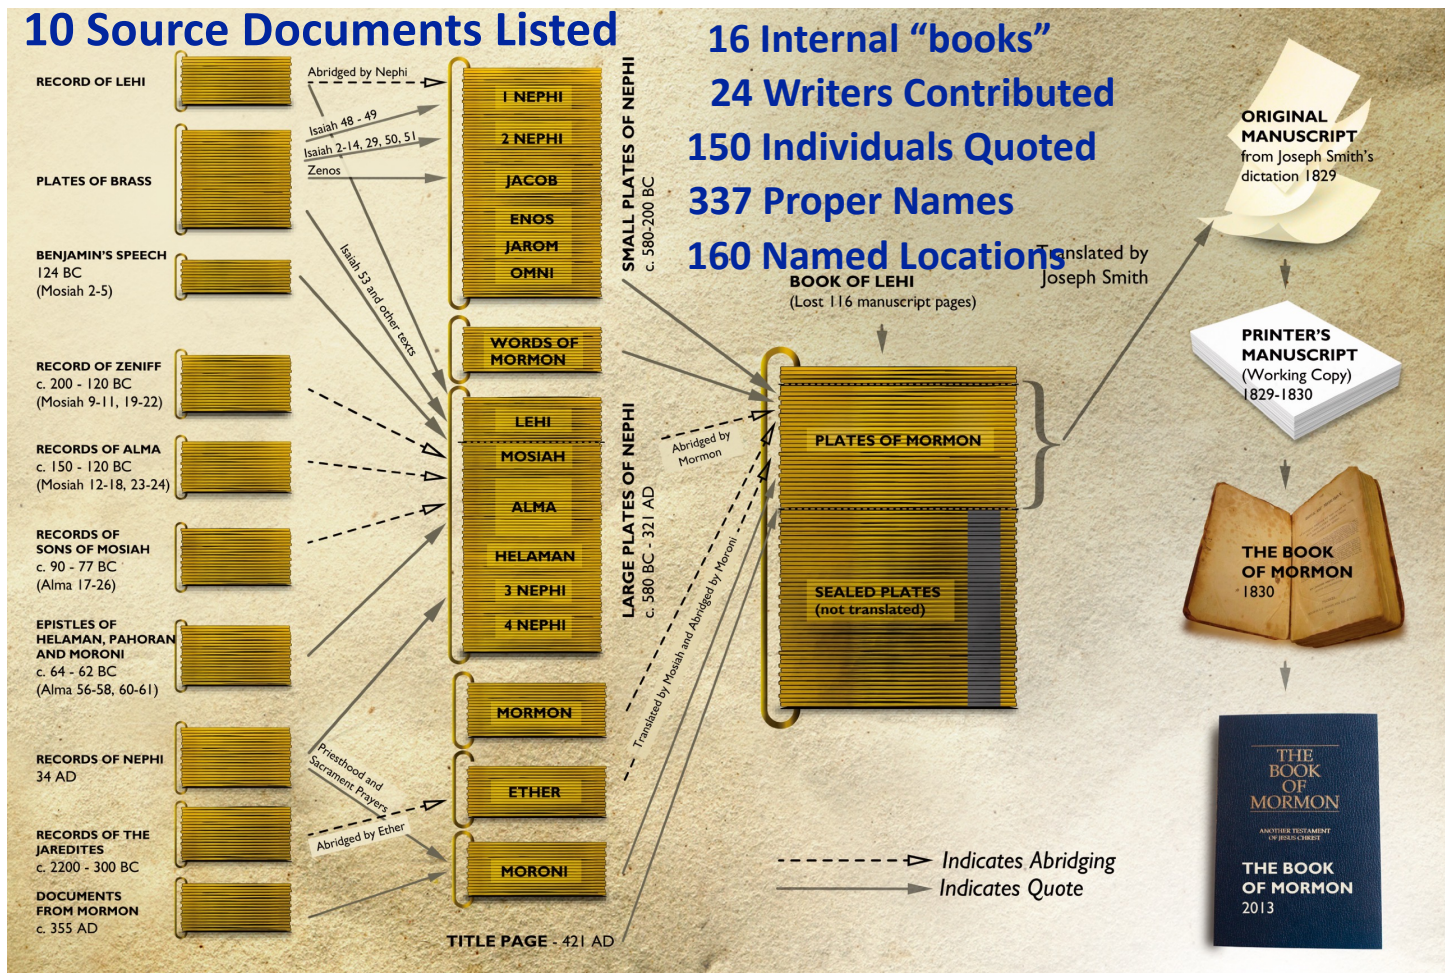 10 Source Documents Listed
16 Internal “books”
24 Writers Contributed
150 Individuals Quoted
337 Proper Names
160 Named Locations
RECORD OF LEHI
PLATES OF BRASS
BENJAMIN'S SPEECH
124 BC
(Mosiah 2-5)
RECORD OF ZENIFF
c. 200 - 120 BC
(Mosiah 9-11, 19-22)
RECORDS OF ALMA
c. 150 - 120 BC
(Mosiah 12-18, 23-24)
RECORDS OF
SONS OF MOSIAH
c. 90 - 77 BC
(Alma 17-26)
EPISTLES OF
HELAMAN, PAHORAN
AND MORONI
c. 64 - 62 BC
(Alma 56-58, 60-61)
RECORDS OF NEPHI
34 AD
RECORDS OF THE
JAREDITES
c. 2200 - 300 BC
DOCUMENTS
FROM MORMON
c. 355 AD
Abridged by Nephi
Isaiah 48 - 49
Isaiah 2-14, 29, 50, 51
Zenos
Isaiah 53 and other texts
Priesthood and
Sacrament Prayers
Abridged by Ether
1 NEPHI
2 NEPHI
JACOB
ENOS
JAROM
OMNI
SMALL PLATES OF NEPHI
c. 580-200 BC
WORDS OF
MORMON
LEHI
MOSIAH
ALMA
HELAMAN
3 NEPHI
4 NEPHI
LARGE PLATES OF NEPHI
c. 580 BC - 321 AD
MORMON
ETHER
MORONI
TITLE PAGE - 421 AD
Abridged by
Mormon
Translated by Mosiah and Abridged by Moroni
BOOK OF LEHI
(Lost 116 manuscript pages)
PLATES OF MORMON
SEALED PLATES
(not translated)
Translated by
Joseph Smith
ORIGINAL
MANUSCRIPT
from Joseph Smith's
dictation 1829
PRINTER'S
MANUSCRIPT
(Working Copy)
1829-1830
THE BOOK
OF MORMON
1830
THE
BOOK
OF
MORMON
ANOTHER TESTAMENT
OF JESUS CHRIST
THE BOOK
OF MORMON
2013
Indicates Abridging
Indicates Quote